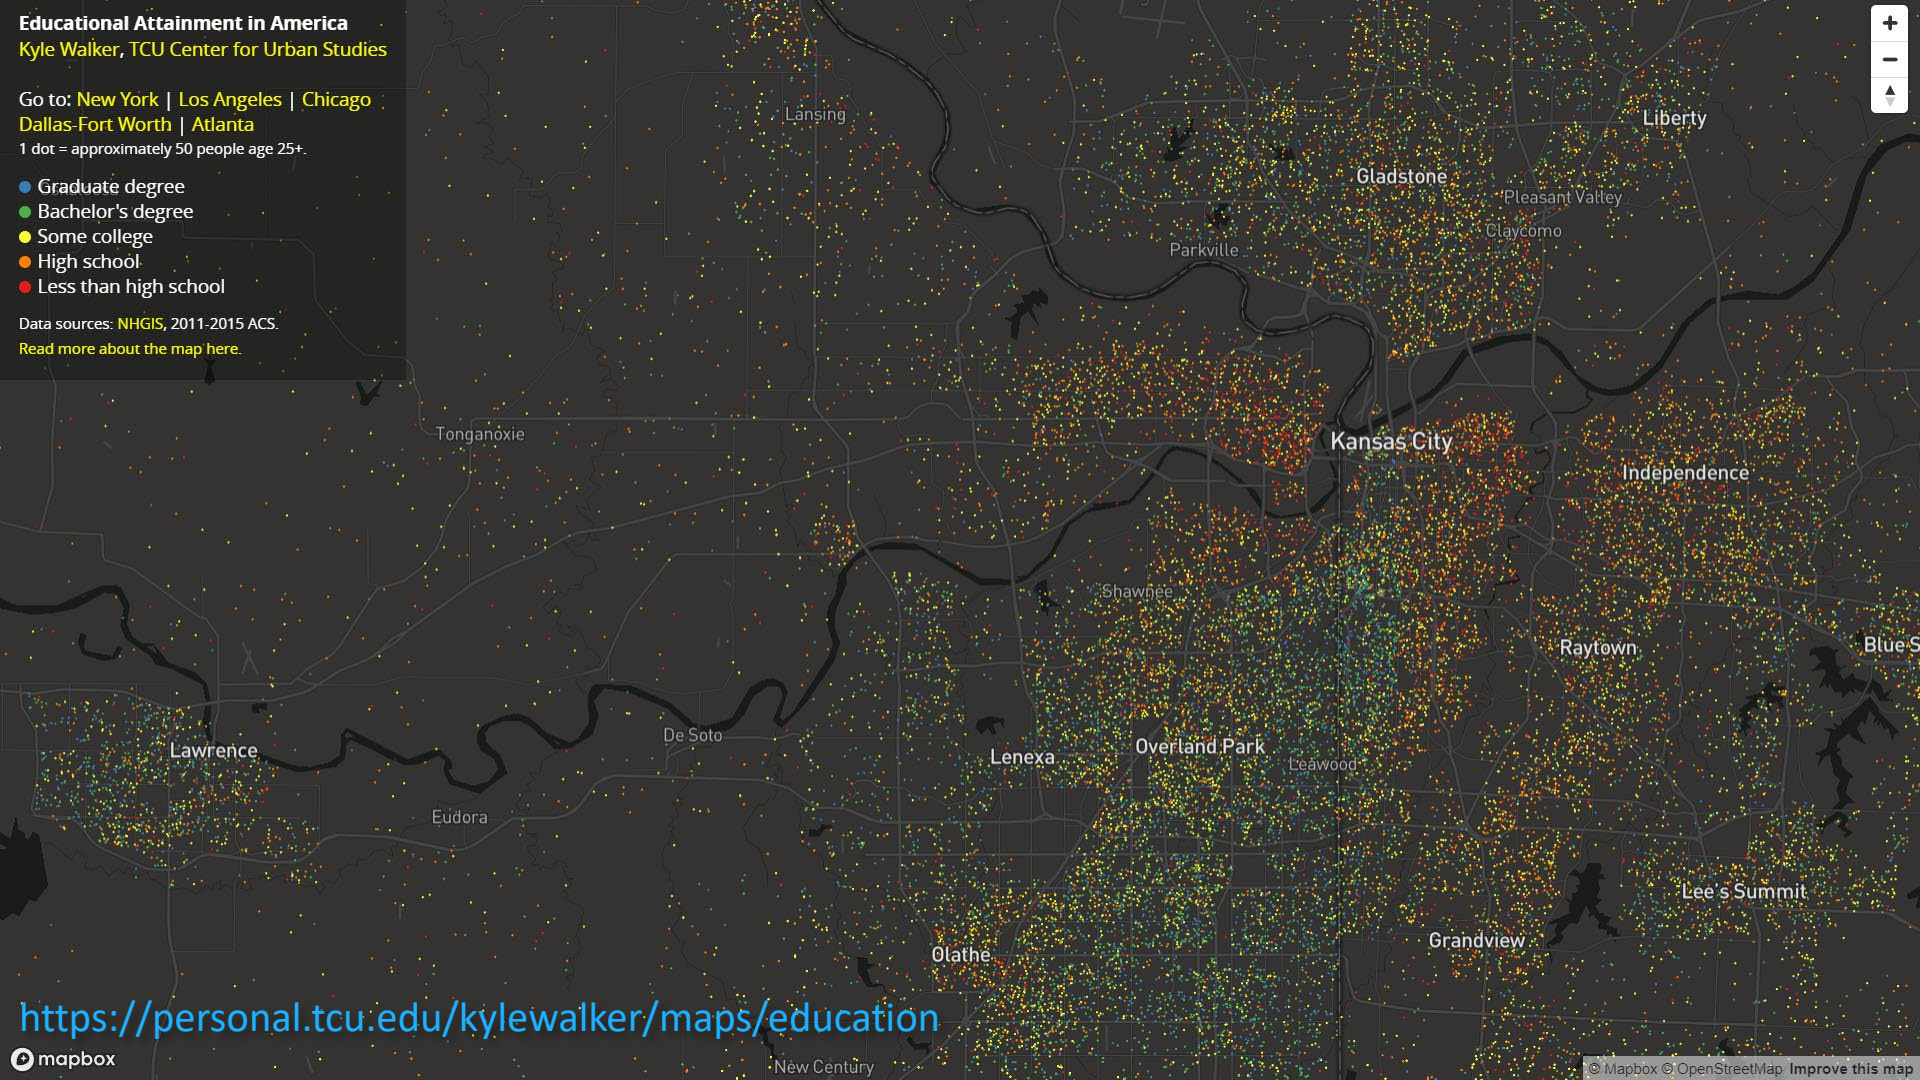 Educational Attainment in America
Kyle Walker, TCU Center for Urban Studies
Go to: New York | Los Angeles | Chicago
Dallas-Fort Worth | Atlanta
1 dot = approximately 50 people age 25+.
Graduate degree
Bachelor's degree
Some college
High school
Less than high school
Data sources: NHGIS, 2011-2015 ACS.
Read more about the map here.
+
−
Lansing
Liberty
Gladstone
Pleasant Valley
Claycomo
Parkville
Tonganoxie
Kansas City
Independence
Shawnee
Raytown
Blue S
De Soto
Lawrence
Lenexa
Overland Park
Leawood
Eudora
Lee's Summit
Grandview
Olathe
https://personal.tcu.edu/kylewalker/maps/education
mapbox
New Century
© Mapbox © OpenStreetMap Improve this map